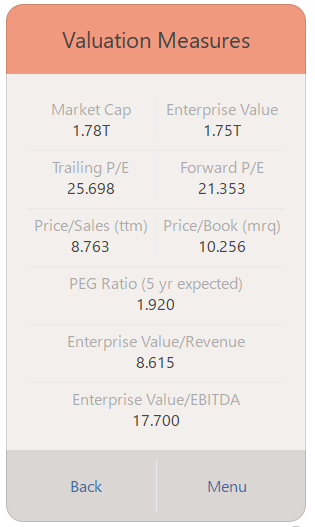 Valuation Measures
Market Cap Enterprise Value
1.78T 1.75T
Trailing P/E Forward P/E
25.698 21.353
Price/Sales (ttm) Price/Book (mrq)
8.763 10.256
PEG Ratio (5 yr expected)
1.920
Enterprise Value/Revenue
8.615
Enterprise Value/EBITDA
17.700
Back Menu